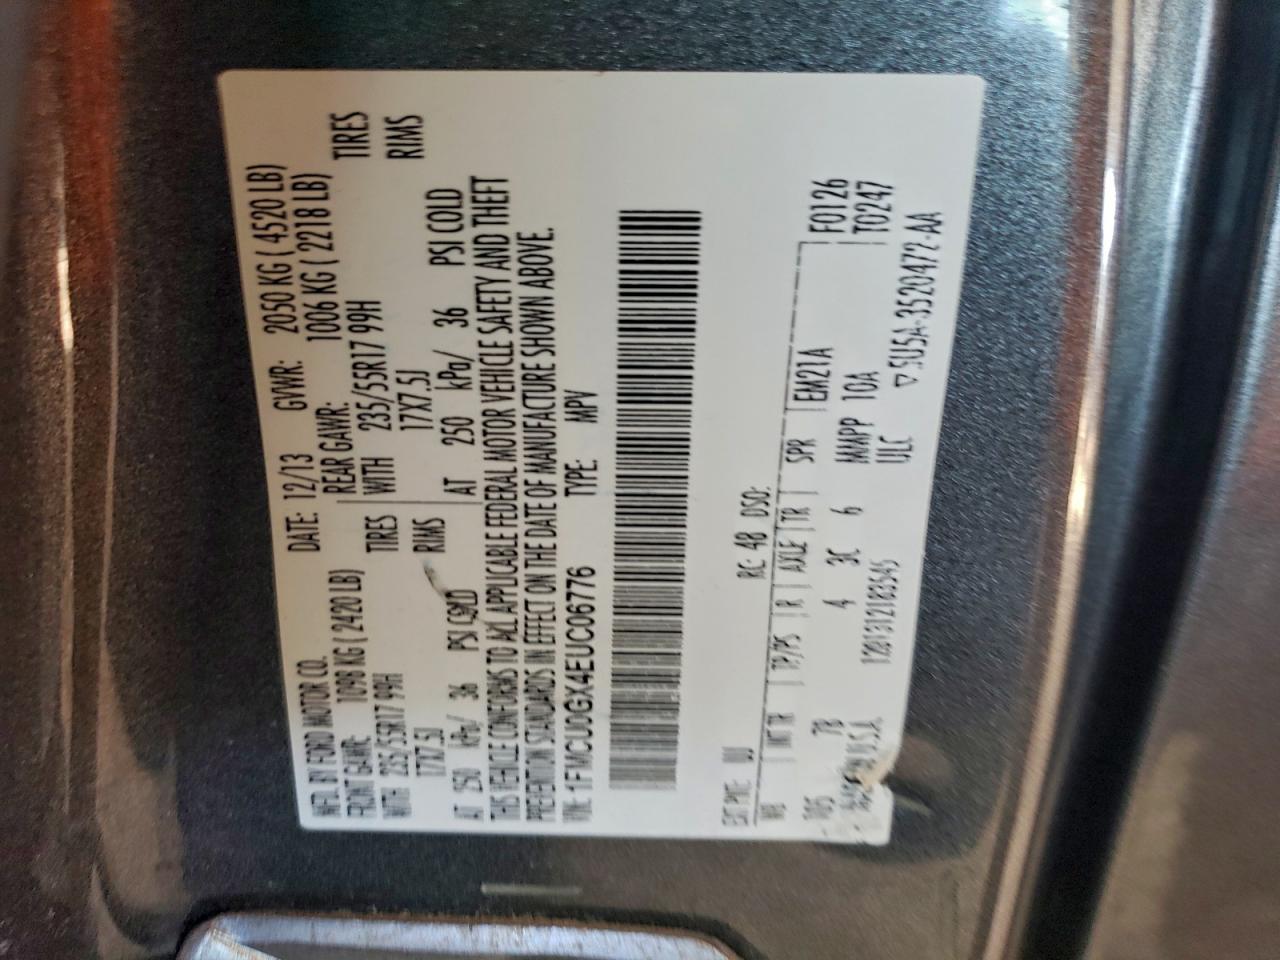 MFD. BY FORD MOTOR CO.
DATE: 12/13 GVWR: 2050 KG ( 4520 LB)
FRONT GAWR: 1098 KG ( 2420 LB) REAR GAWR: 1006 KG ( 2218 LB)
WITH 235/55R17 99H TIRES WITH 235/55R17 99H TIRES
17X7.5J RIMS 17X7.5J RIMS
AT 250 kPa/ 36 PSI COLD AT 250 kPa/ 36 PSI COLD
THIS VEHICLE CONFORMS TO ALL APPLICABLE FEDERAL MOTOR VEHICLE SAFETY AND THEFT
PREVENTION STANDARDS IN EFFECT ON THE DATE OF MANUFACTURE SHOWN ABOVE.
VIN: 1FMCU0GX4EUC06776 TYPE: MPV
EXT PNT: UJ RC: 48 DSO:
WB INT TR TP/PS R AXLE TR SPR EM21A F0126
105 7B 4 3C 6 MMPP 10A T0247
U.S.A. ULC
1201312183545 ▽5U5A-3520472-AA